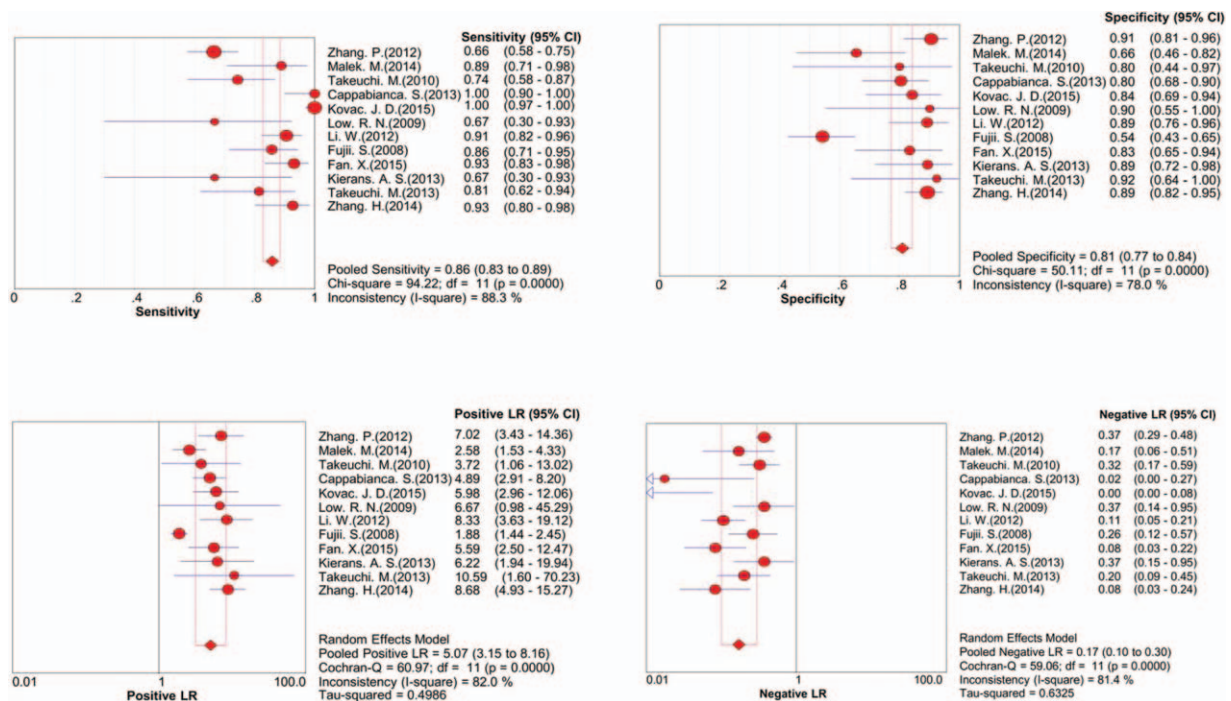 Sensitivity (95% CI)
Zhang. P.(2012) 0.66 (0.58 - 0.75)
Malek. M.(2014) 0.89 (0.71 - 0.98)
Takeuchi. M.(2010) 0.74 (0.58 - 0.87)
Cappabianca. S.(2013) 1.00 (0.90 - 1.00)
Kovac. J. D.(2015) 1.00 (0.97 - 1.00)
Low. R. N.(2009) 0.67 (0.30 - 0.93)
Li. W.(2012) 0.91 (0.82 - 0.96)
Fujii. S.(2008) 0.86 (0.71 - 0.95)
Fan. X.(2015) 0.93 (0.83 - 0.98)
Kierans. A. S.(2013) 0.67 (0.30 - 0.93)
Takeuchi. M.(2013) 0.81 (0.62 - 0.94)
Zhang. H.(2014) 0.93 (0.80 - 0.98)
Pooled Sensitivity = 0.86 (0.83 to 0.89)
Chi-square = 94.22; df = 11 (p = 0.0000)
Inconsistency (I-square) = 88.3 %
0 .2 .4 .6 .8 1
Sensitivity
Specificity (95% CI)
Zhang. P.(2012) 0.91 (0.81 - 0.96)
Malek. M.(2014) 0.66 (0.46 - 0.82)
Takeuchi. M.(2010) 0.80 (0.44 - 0.97)
Cappabianca. S.(2013) 0.80 (0.68 - 0.90)
Kovac. J. D.(2015) 0.84 (0.69 - 0.94)
Low. R. N.(2009) 0.90 (0.55 - 1.00)
Li. W.(2012) 0.89 (0.76 - 0.96)
Fujii. S.(2008) 0.54 (0.43 - 0.65)
Fan. X.(2015) 0.83 (0.65 - 0.94)
Kierans. A. S.(2013) 0.89 (0.72 - 0.98)
Takeuchi. M.(2013) 0.92 (0.64 - 1.00)
Zhang. H.(2014) 0.89 (0.82 - 0.95)
Pooled Specificity = 0.81 (0.77 to 0.84)
Chi-square = 50.11; df = 11 (p = 0.0000)
Inconsistency (I-square) = 78.0 %
0 .2 .4 .6 .8 1
Specificity
Positive LR (95% CI)
Zhang. P.(2012) 7.02 (3.43 - 14.36)
Malek. M.(2014) 2.58 (1.53 - 4.33)
Takeuchi. M.(2010) 3.72 (1.06 - 13.02)
Cappabianca. S.(2013) 4.89 (2.91 - 8.20)
Kovac. J. D.(2015) 5.98 (2.96 - 12.06)
Low. R. N.(2009) 6.67 (0.98 - 45.29)
Li. W.(2012) 8.33 (3.63 - 19.12)
Fujii. S.(2008) 1.88 (1.44 - 2.45)
Fan. X.(2015) 5.59 (2.50 - 12.47)
Kierans. A. S.(2013) 6.22 (1.94 - 19.94)
Takeuchi. M.(2013) 10.59 (1.60 - 70.23)
Zhang. H.(2014) 8.68 (4.93 - 15.27)
Random Effects Model
Pooled Positive LR = 5.07 (3.15 to 8.16)
Cochran-Q = 60.97; df = 11 (p = 0.0000)
Inconsistency (I-square) = 82.0 %
Tau-squared = 0.4986
0.01 1 100.0
Positive LR
Negative LR (95% CI)
Zhang. P.(2012) 0.37 (0.29 - 0.48)
Malek. M.(2014) 0.17 (0.06 - 0.51)
Takeuchi. M.(2010) 0.32 (0.17 - 0.59)
Cappabianca. S.(2013) 0.02 (0.00 - 0.27)
Kovac. J. D.(2015) 0.00 (0.00 - 0.08)
Low. R. N.(2009) 0.37 (0.14 - 0.95)
Li. W.(2012) 0.11 (0.05 - 0.21)
Fujii. S.(2008) 0.26 (0.12 - 0.57)
Fan. X.(2015) 0.08 (0.03 - 0.22)
Kierans. A. S.(2013) 0.37 (0.15 - 0.95)
Takeuchi. M.(2013) 0.20 (0.09 - 0.45)
Zhang. H.(2014) 0.08 (0.03 - 0.24)
Random Effects Model
Pooled Negative LR = 0.17 (0.10 to 0.30)
Cochran-Q = 59.06; df = 11 (p = 0.0000)
Inconsistency (I-square) = 81.4 %
Tau-squared = 0.6325
0.01 1 100.0
Negative LR